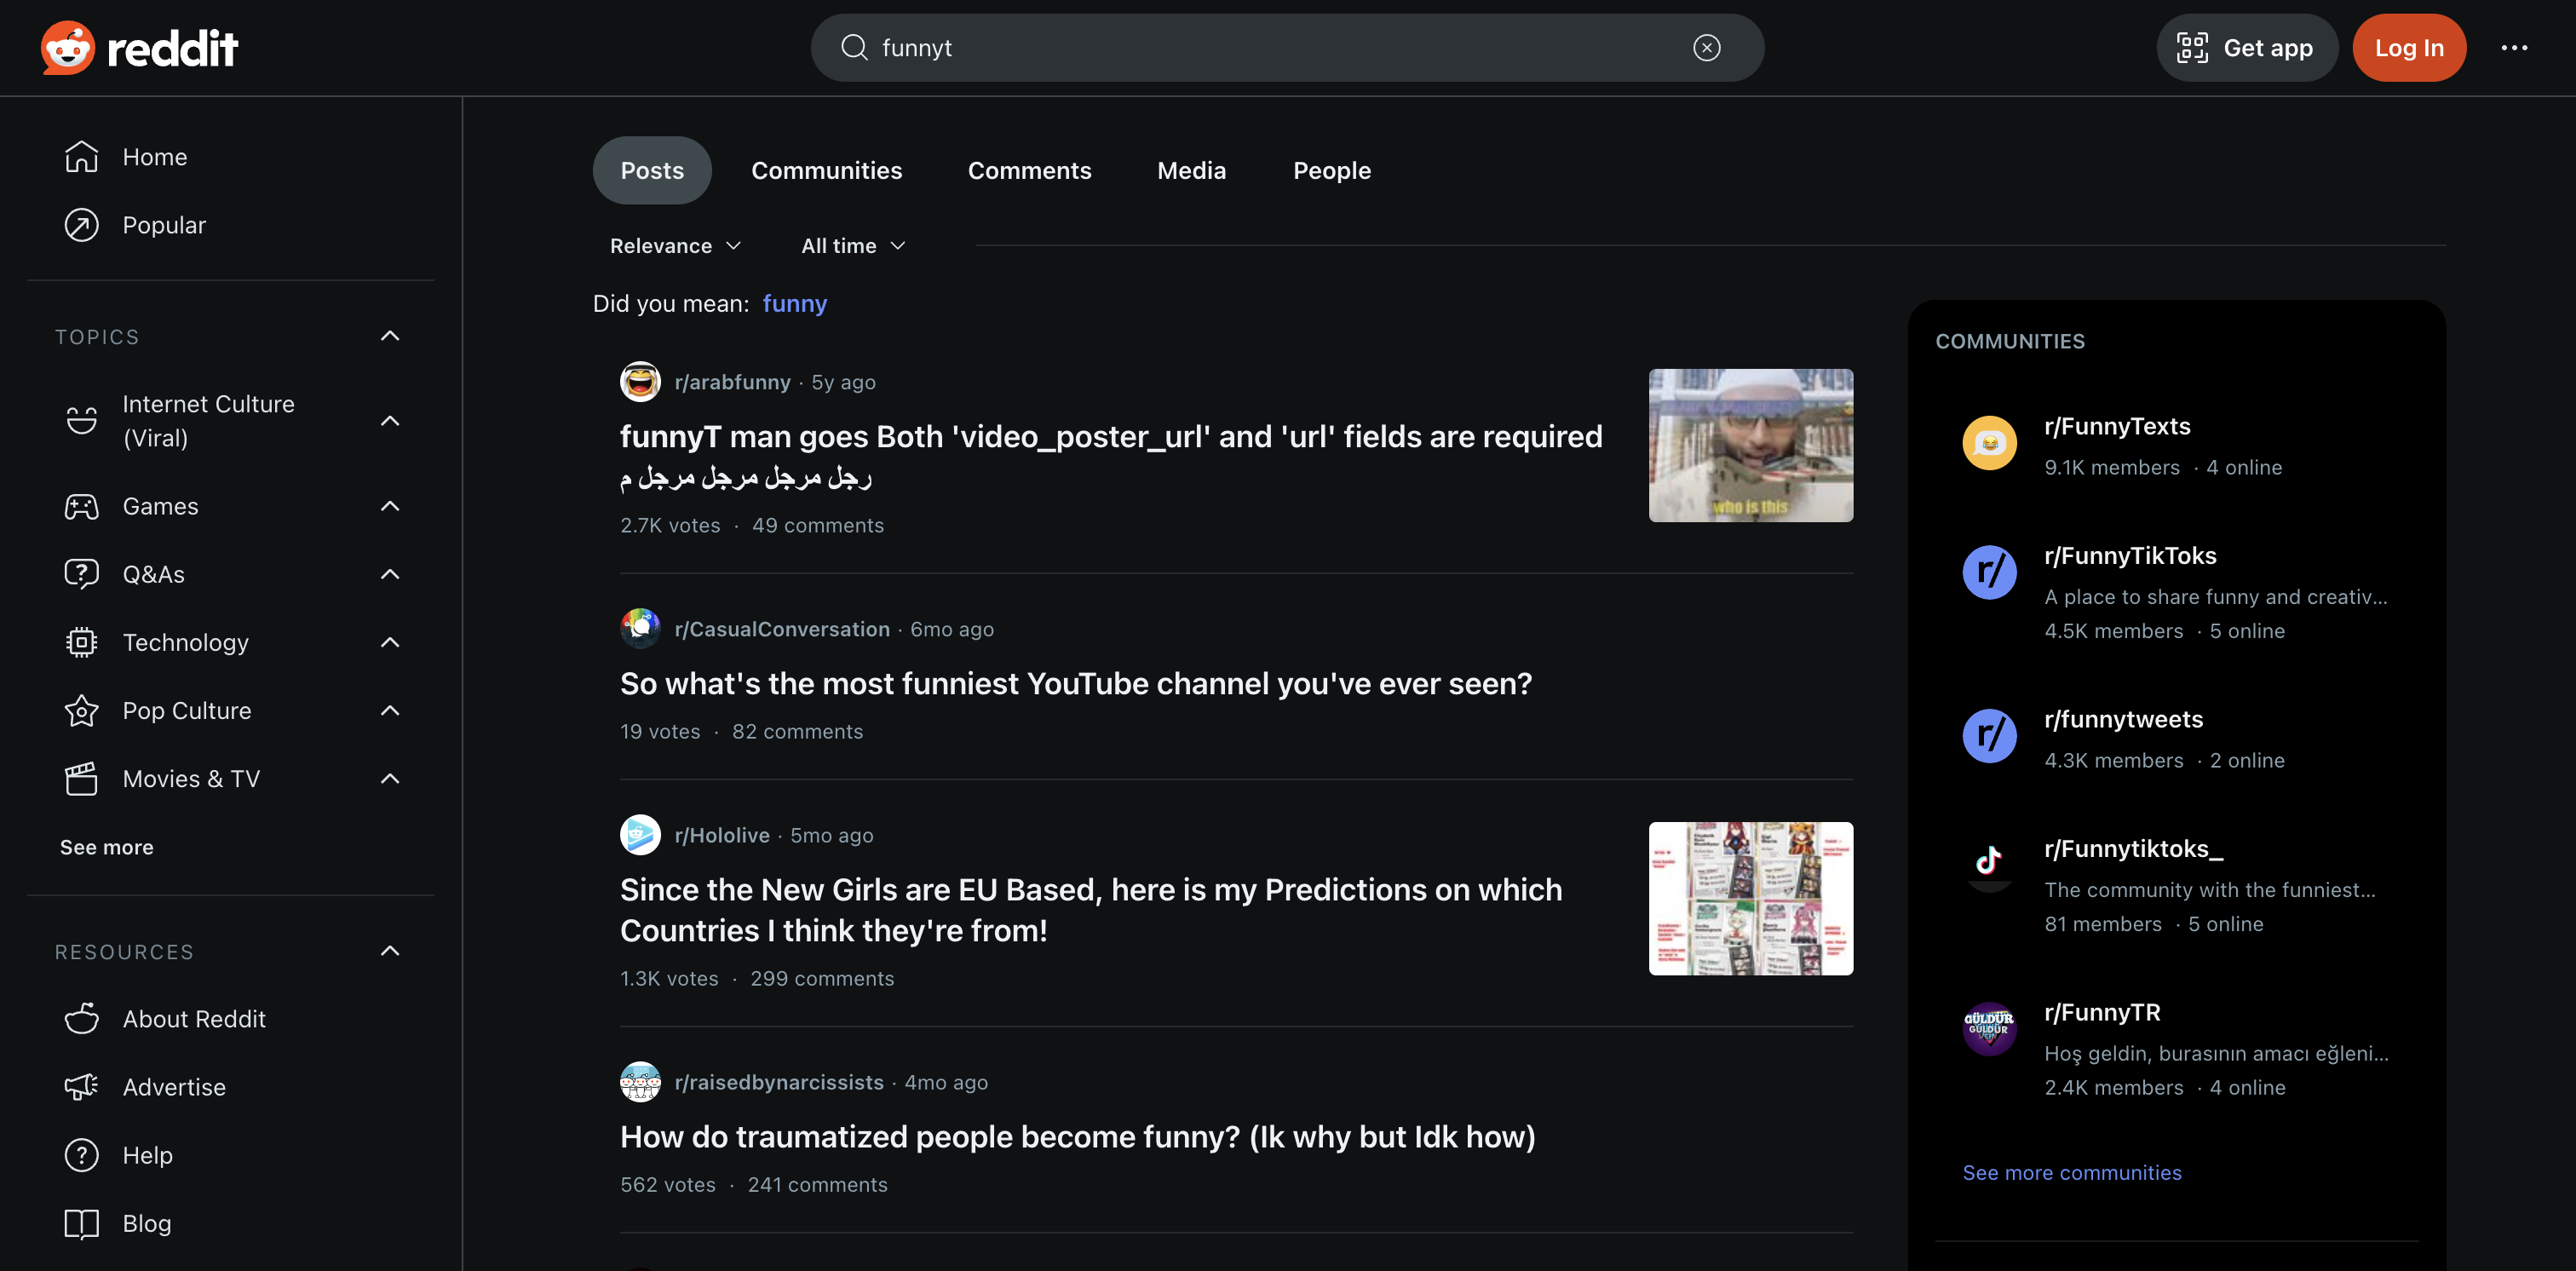 reddit
funnyt
Get app
Log In
Home
Popular
TOPICS
Internet Culture
(Viral)
Games
Q&As
Technology
Pop Culture
Movies & TV
See more
RESOURCES
About Reddit
Advertise
Help
Blog
Posts Communities Comments Media People
Relevance All time
Did you mean: funny
r/arabfunny · 5y ago
funnyT man goes Both 'video_poster_url' and 'url' fields are required
رجل مرجل مرجل مرجل م
2.7K votes · 49 comments
who is this
r/CasualConversation · 6mo ago
So what's the most funniest YouTube channel you've ever seen?
19 votes · 82 comments
r/Hololive · 5mo ago
Since the New Girls are EU Based, here is my Predictions on which
Countries I think they're from!
1.3K votes · 299 comments
r/raisedbynarcissists · 4mo ago
How do traumatized people become funny? (Ik why but Idk how)
562 votes · 241 comments
COMMUNITIES
r/FunnyTexts
9.1K members · 4 online
r/
r/FunnyTikToks
A place to share funny and creativ...
4.5K members · 5 online
r/
r/funnytweets
4.3K members · 2 online
r/Funnytiktoks_
The community with the funniest...
81 members · 5 online
GÜLDÜR
GÜLDÜR
r/FunnyTR
Hoş geldin, burasının amacı eğleni...
2.4K members · 4 online
See more communities